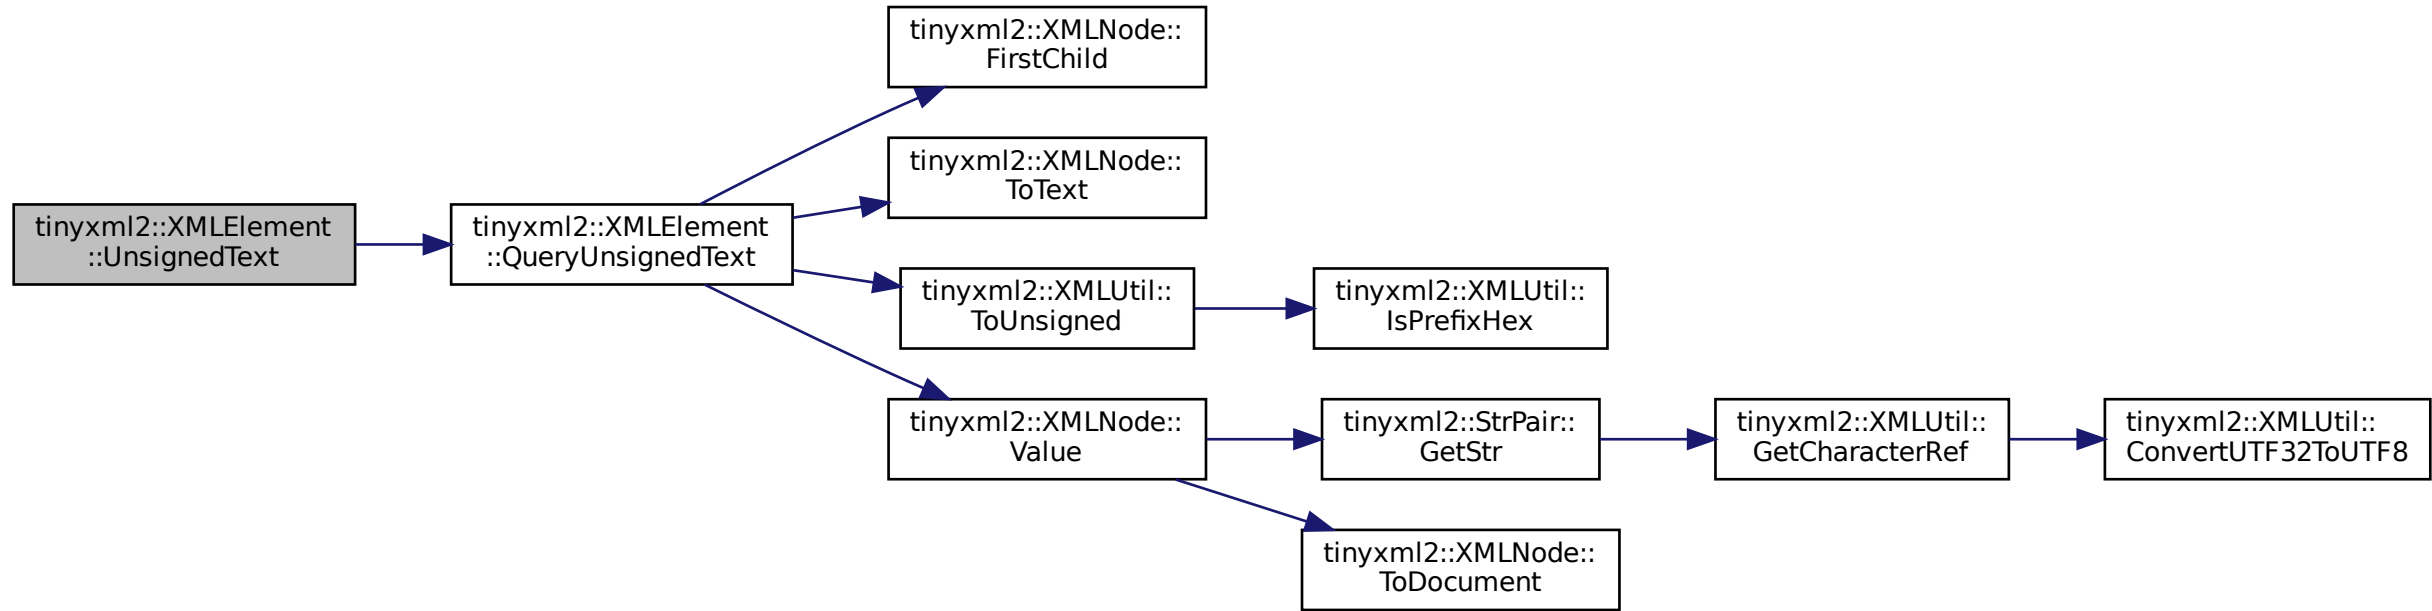 tinyxml2::XMLNode::
FirstChild
tinyxml2::XMLNode::
ToText
tinyxml2::XMLElement
::UnsignedText
tinyxml2::XMLElement
::QueryUnsignedText
tinyxml2::XMLUtil::
ToUnsigned
tinyxml2::XMLUtil::
IsPrefixHex
tinyxml2::XMLNode::
Value
tinyxml2::StrPair::
GetStr
tinyxml2::XMLUtil::
GetCharacterRef
tinyxml2::XMLUtil::
ConvertUTF32ToUTF8
tinyxml2::XMLNode::
ToDocument